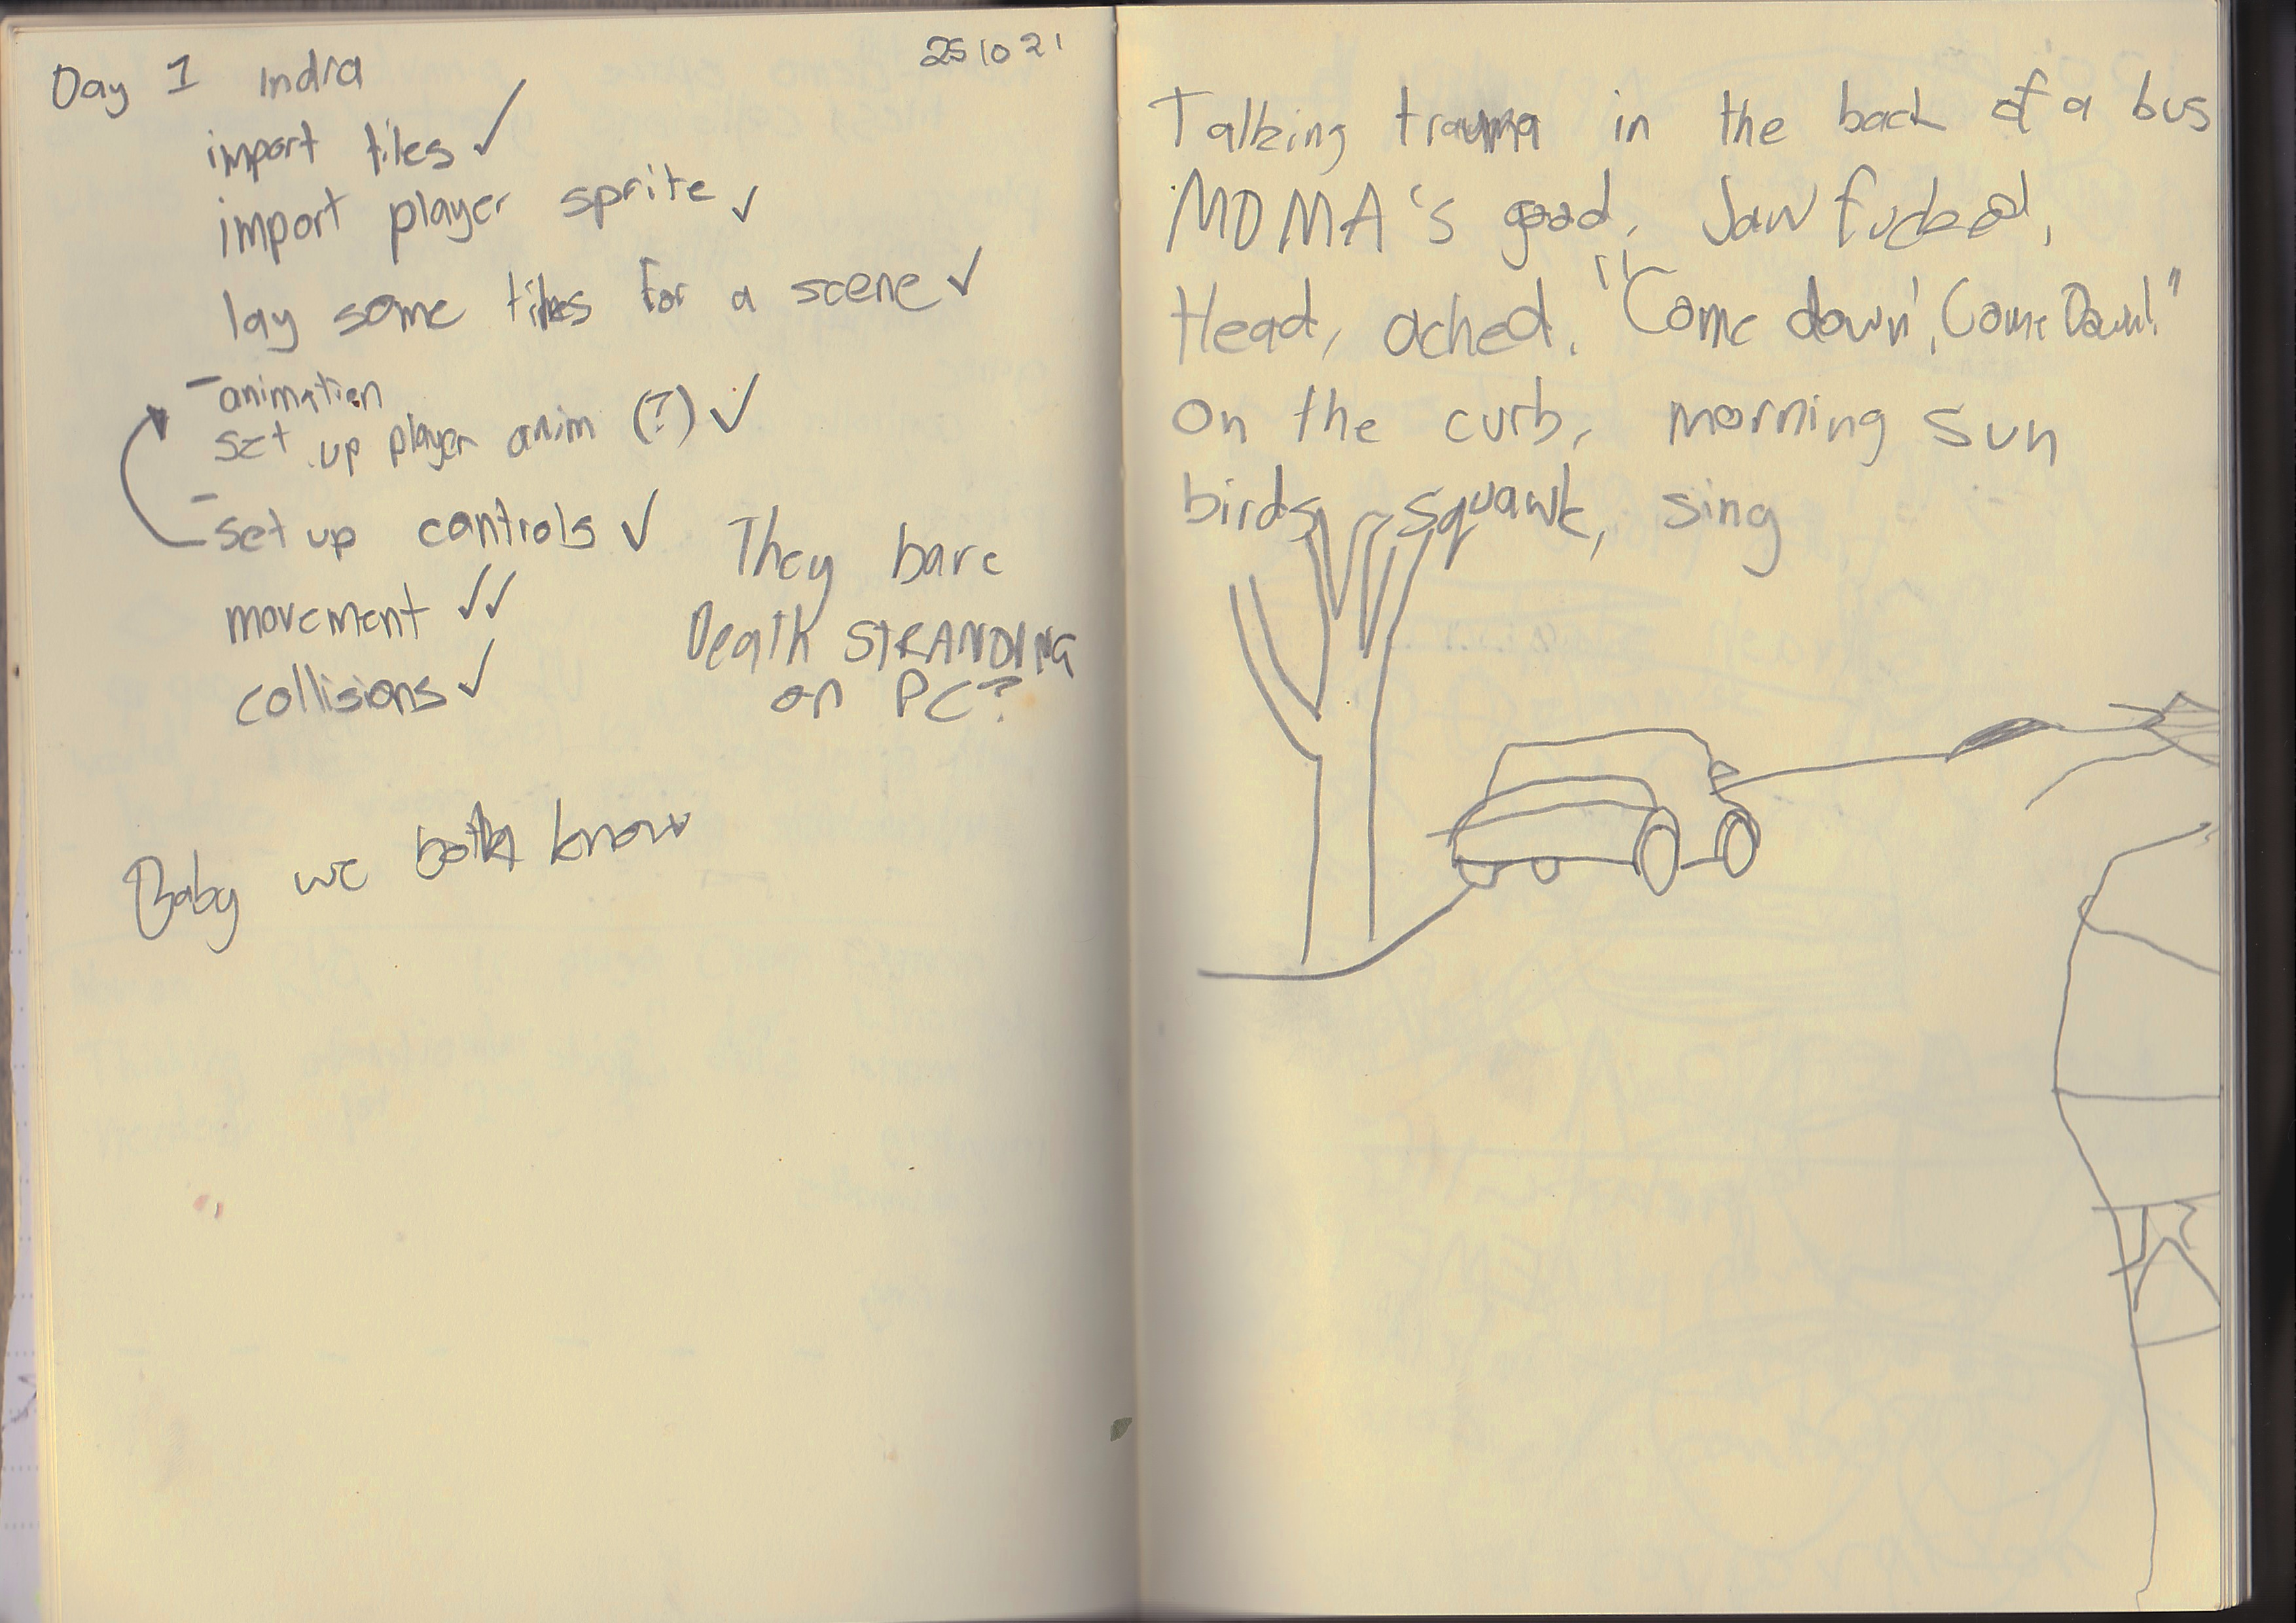 Day 1 Indra
25 10 21
import tiles ✓
import player sprite ✓
lay some tiles for a scene ✓
- animation
set up player anim (?) ✓
- set up controls ✓
movement ✓✓
collisions ✓
They bare
Death STRANDING
on PC?
Baby we both know
Talking trauma in the back of a bus
MDMA's good, Jaw fucked,
Head, ached. "Come down', Come Down!"
On the curb, morning sun
birds squawk, sing